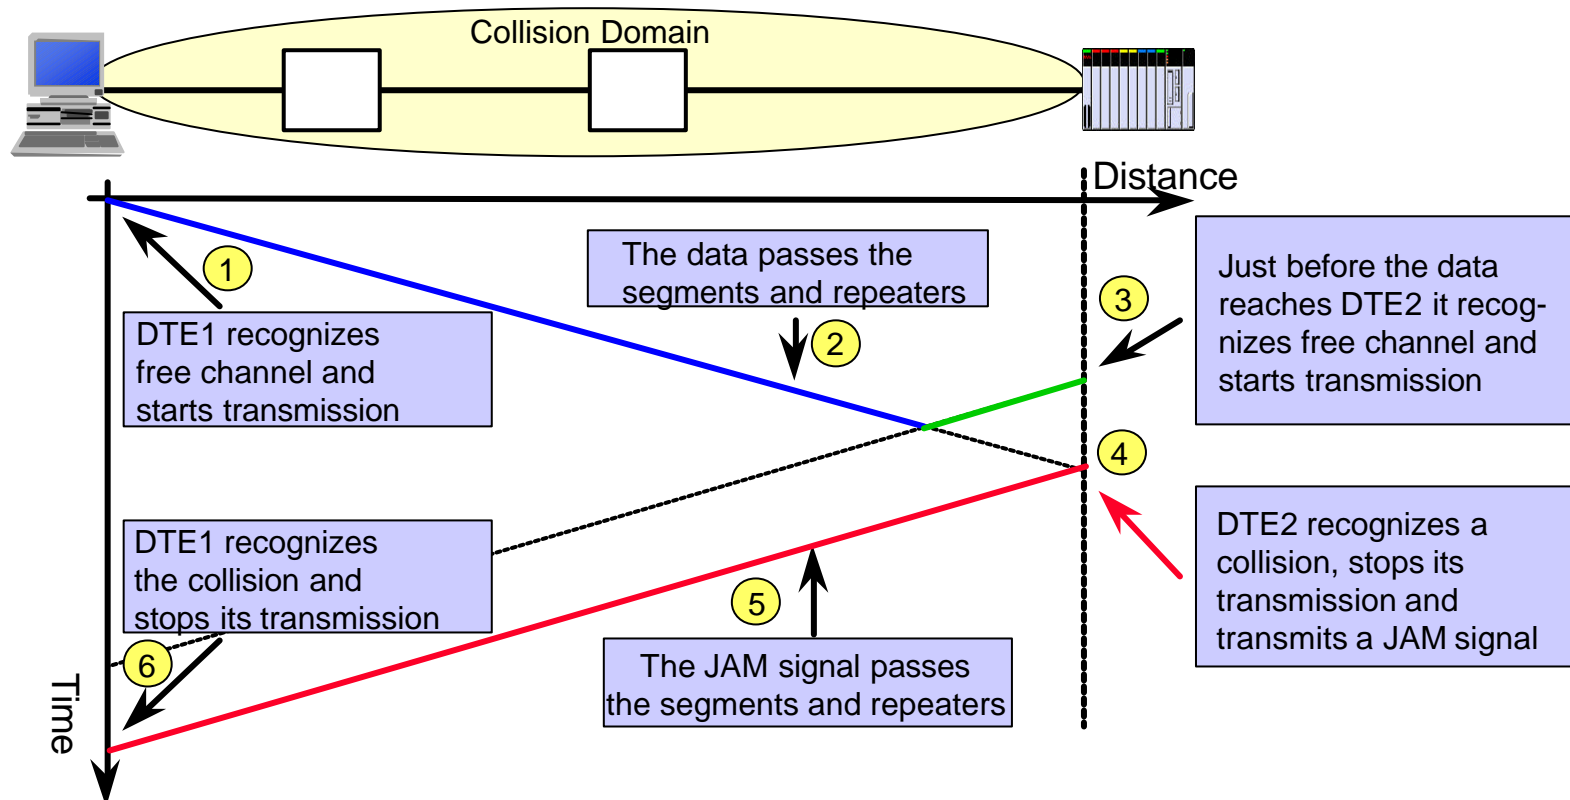 Collision Domain
Distance
1
The data passes the
segments and repeaters
2
3
Just before the data
reaches DTE2 it recog-
nizes free channel and
starts transmission
DTE1 recognizes
free channel and
starts transmission
4
DTE2 recognizes a
collision, stops its
transmission and
transmits a JAM signal
DTE1 recognizes
the collision and
stops its transmission
5
The JAM signal passes
the segments and repeaters
6
Time